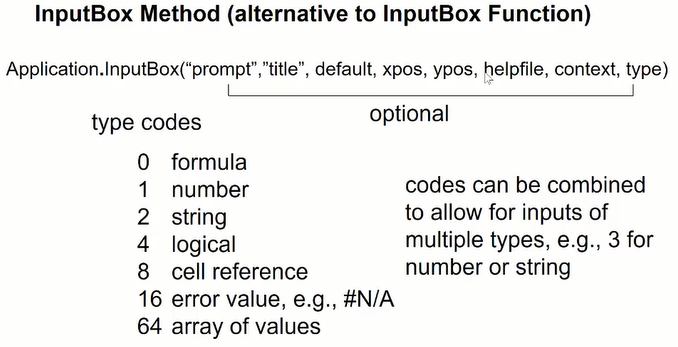 InputBox Method (alternative to InputBox Function)
Application.InputBox(“prompt”,”title”, default, xpos, ypos, helpfile, context, type)
optional
type codes
0 formula
1 number
2 string
4 logical
8 cell reference
16 error value, e.g., #N/A
64 array of values
codes can be combined
to allow for inputs of
multiple types, e.g., 3 for
number or string